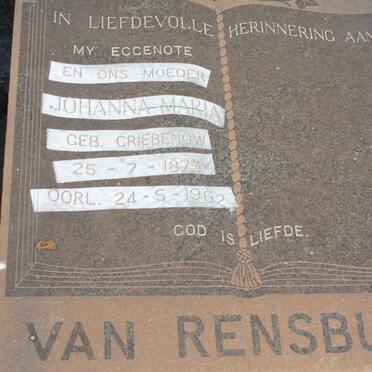 IN LIEFDEVOLLE HERINNERING AAN
MY EGGENOTE
EN ONS MOEDER
JOHANNA MARIA
GEB. GRIEBENOW
25 - 7 - 1873
OORL. 24 - 5 - 1962
GOD IS LIEFDE.
VAN RENSBU